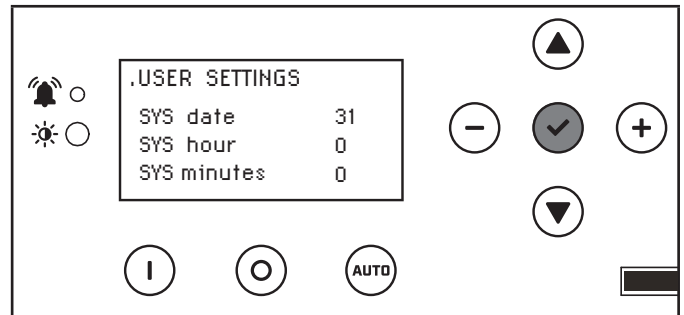 .USER SETTINGS
SYS date 31
SYS hour 0
SYS minutes 0
AUTO